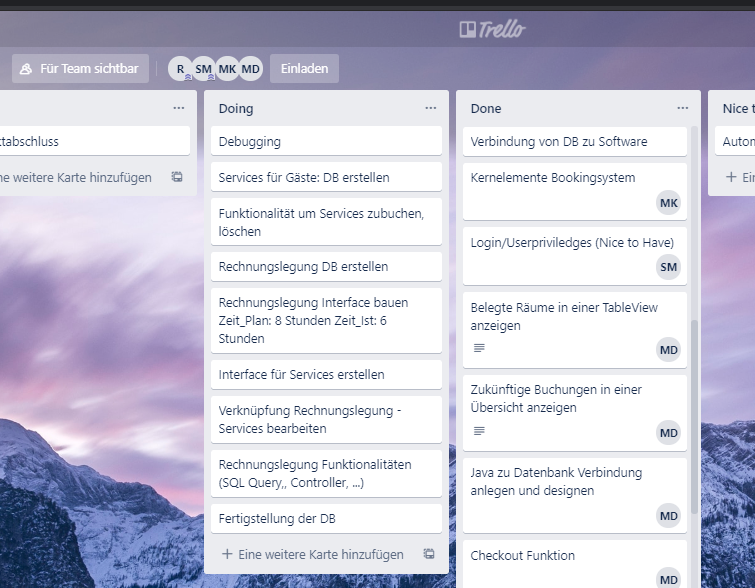 Trello
Für Team sichtbar
R
SM
MK
MD
Einladen
ktabschluss
ne weitere Karte hinzufügen
Doing
Debugging
Services für Gäste: DB erstellen
Funktionalität um Services zubuchen,
löschen
Rechnungslegung DB erstellen
Rechnungslegung Interface bauen
Zeit_Plan: 8 Stunden Zeit_Ist: 6
Stunden
Interface für Services erstellen
Verknüpfung Rechnungslegung -
Services bearbeiten
Rechnungslegung Funktionalitäten
(SQL Query,, Controller, ...)
Fertigstellung der DB
+ Eine weitere Karte hinzufügen
Done
Verbindung von DB zu Software
Kernelemente Bookingsystem
MK
Login/Userpriviledges (Nice to Have)
SM
Belegte Räume in einer TableView
anzeigen
MD
Zukünftige Buchungen in einer
Übersicht anzeigen
MD
Java zu Datenbank Verbindung
anlegen und designen
MD
Checkout Funktion
MD
Nice t
Autom
+ Ein